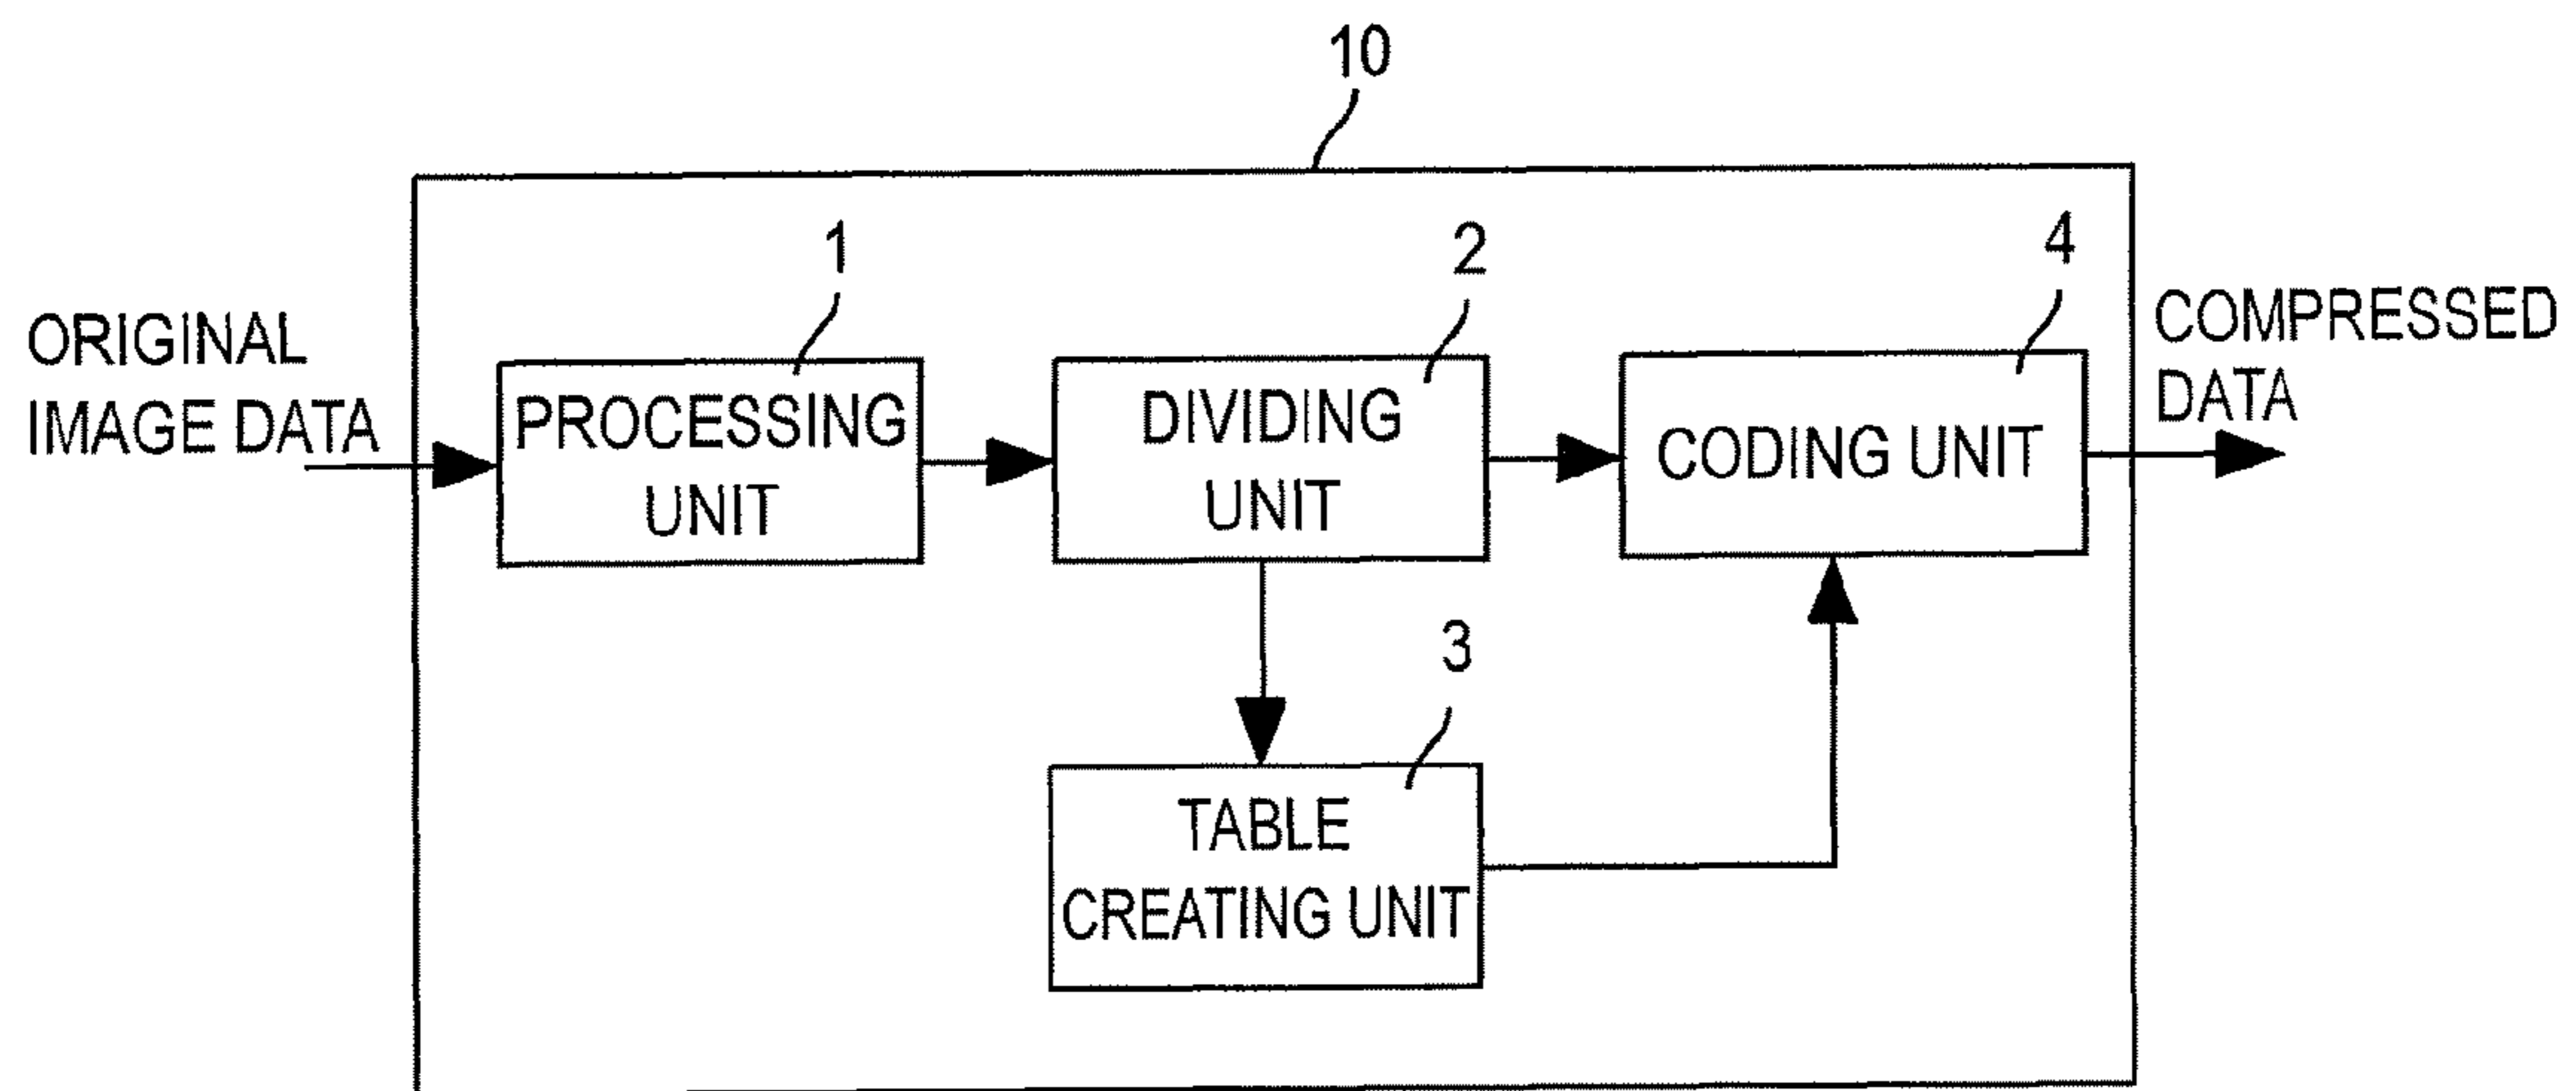 10
1
2
4
ORIGINAL
IMAGE DATA
PROCESSING
UNIT
DIVIDING
UNIT
CODING UNIT
COMPRESSED
DATA
3
TABLE
CREATING UNIT